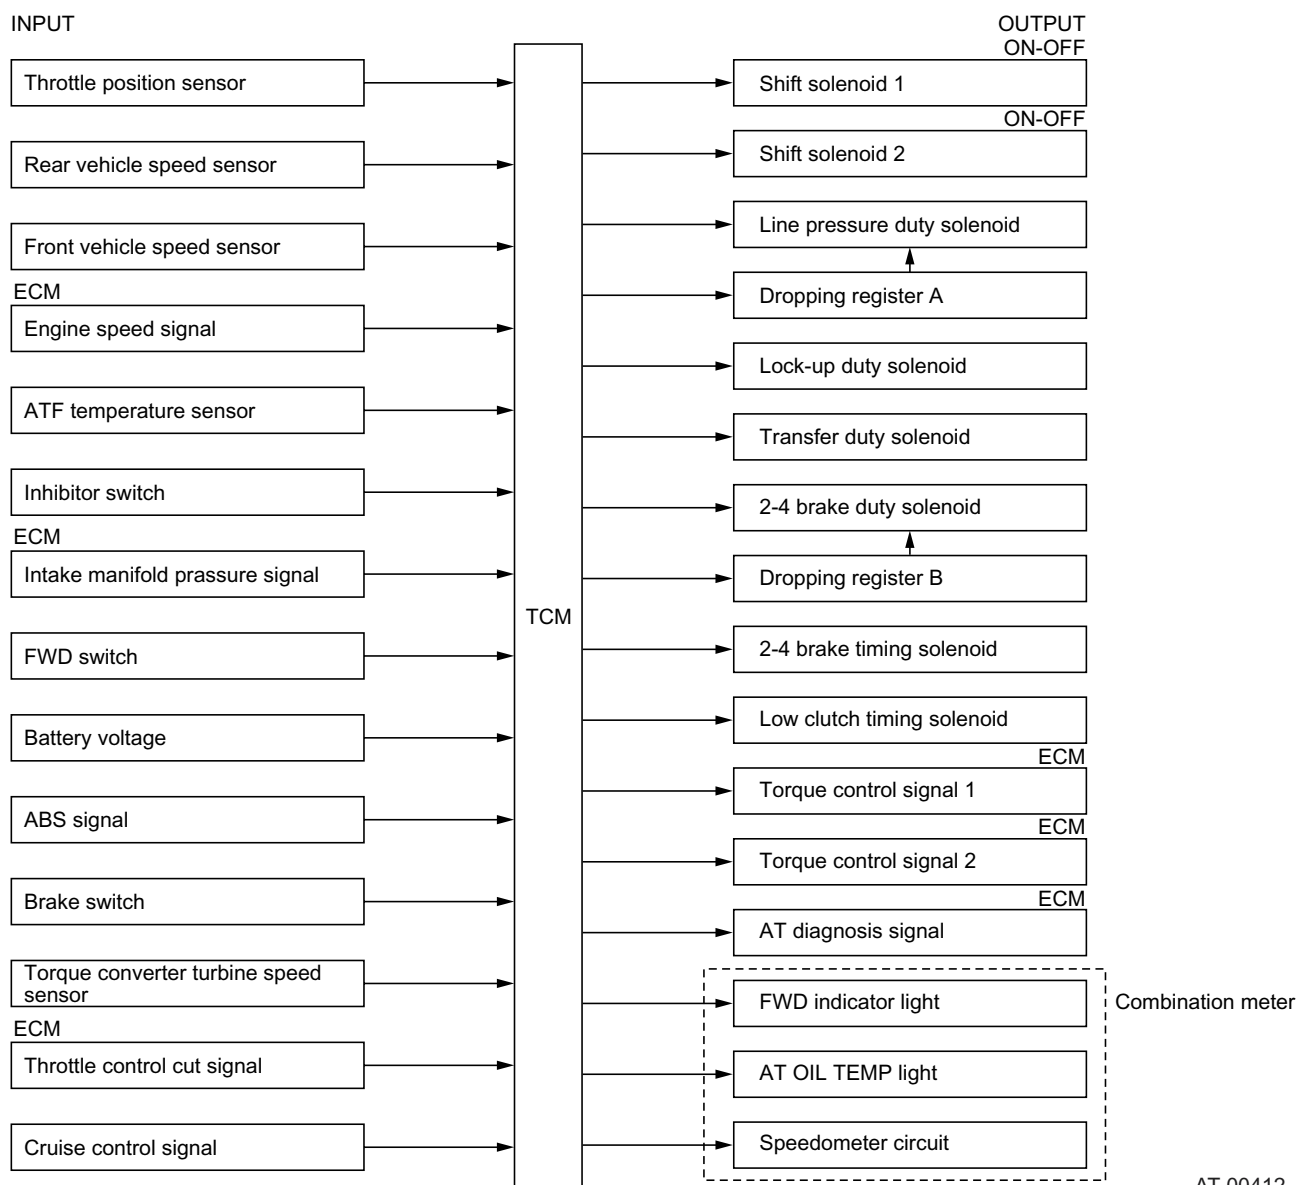 INPUT
Throttle position sensor
Rear vehicle speed sensor
Front vehicle speed sensor
ECM
Engine speed signal
ATF temperature sensor
Inhibitor switch
ECM
Intake manifold prassure signal
FWD switch
Battery voltage
ABS signal
Brake switch
Torque converter turbine speed
sensor
ECM
Throttle control cut signal
Cruise control signal
TCM
OUTPUT
ON-OFF
Shift solenoid 1
ON-OFF
Shift solenoid 2
Line pressure duty solenoid
Dropping register A
Lock-up duty solenoid
Transfer duty solenoid
2-4 brake duty solenoid
Dropping register B
2-4 brake timing solenoid
Low clutch timing solenoid
ECM
Torque control signal 1
ECM
Torque control signal 2
ECM
AT diagnosis signal
FWD indicator light
Combination meter
AT OIL TEMP light
Speedometer circuit
AT-00412